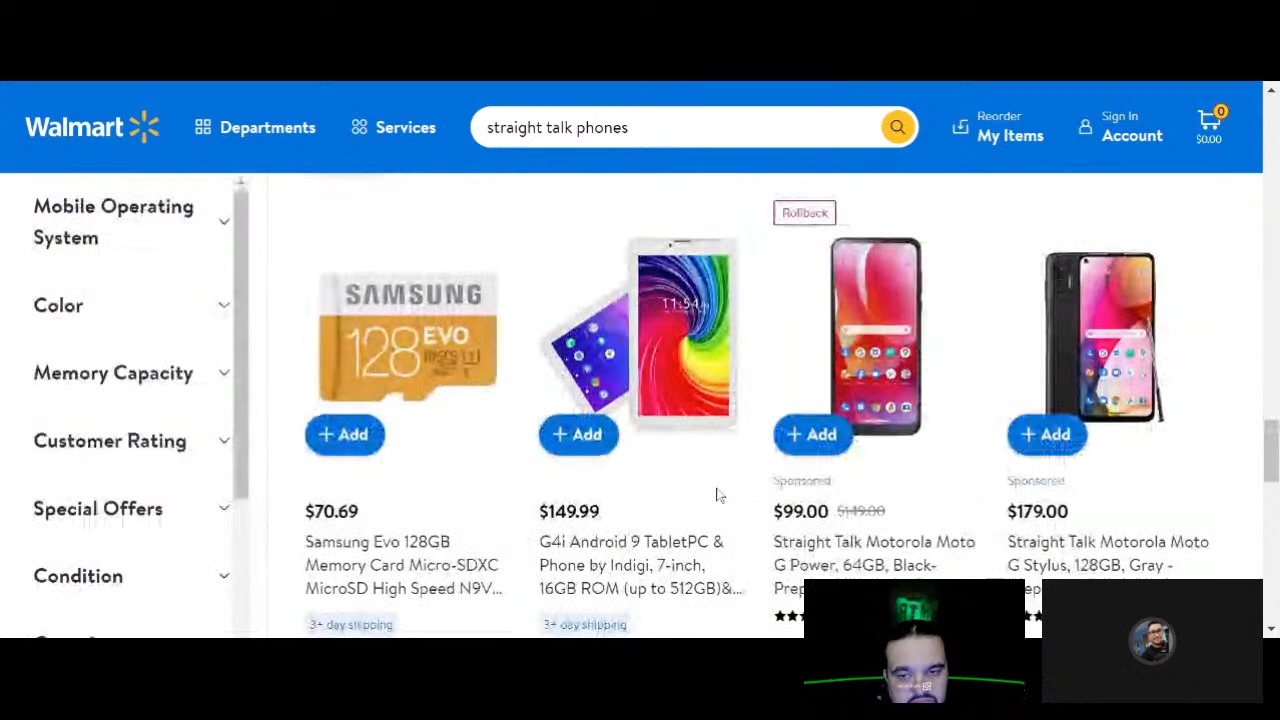 Walmart
Departments
Services
straight talk phones
Reorder
My Items
Sign In
Account
0
$0.00
Mobile Operating
System
Color
Memory Capacity
Customer Rating
Special Offers
Condition
SAMSUNG
128 EVO
+ Add
$70.69
Samsung Evo 128GB
Memory Card Micro-SDXC
MicroSD High Speed N9V...
3+ day shipping
11:54
+ Add
$149.99
G4i Android 9 TabletPC &
Phone by Indigi, 7-inch,
16GB ROM (up to 512GB)&...
3+ day shipping
Rollback
+ Add
Sponsored
$99.00 $149.00
Straight Talk Motorola Moto
G Power, 64GB, Black-
+ Add
Sponsored
$179.00
Straight Talk Motorola Moto
G Stylus, 128GB, Gray -